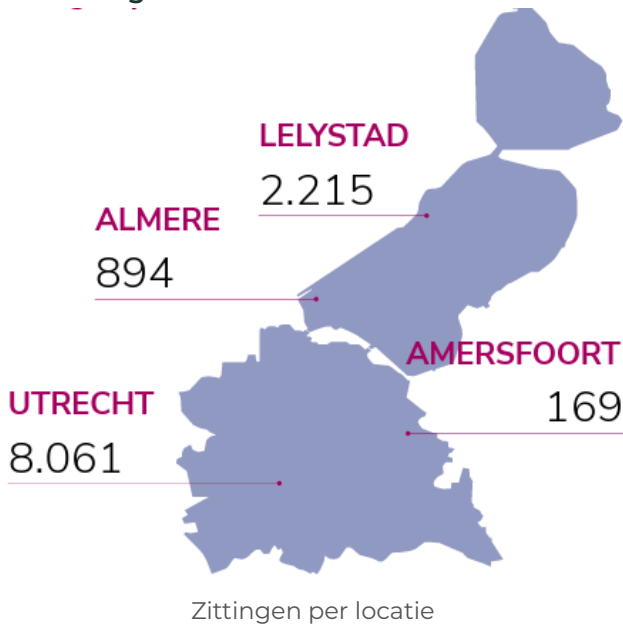 LELYSTAD
2.215
ALMERE
894
AMERSFOORT
169
UTRECHT
8.061
Zittingen per locatie